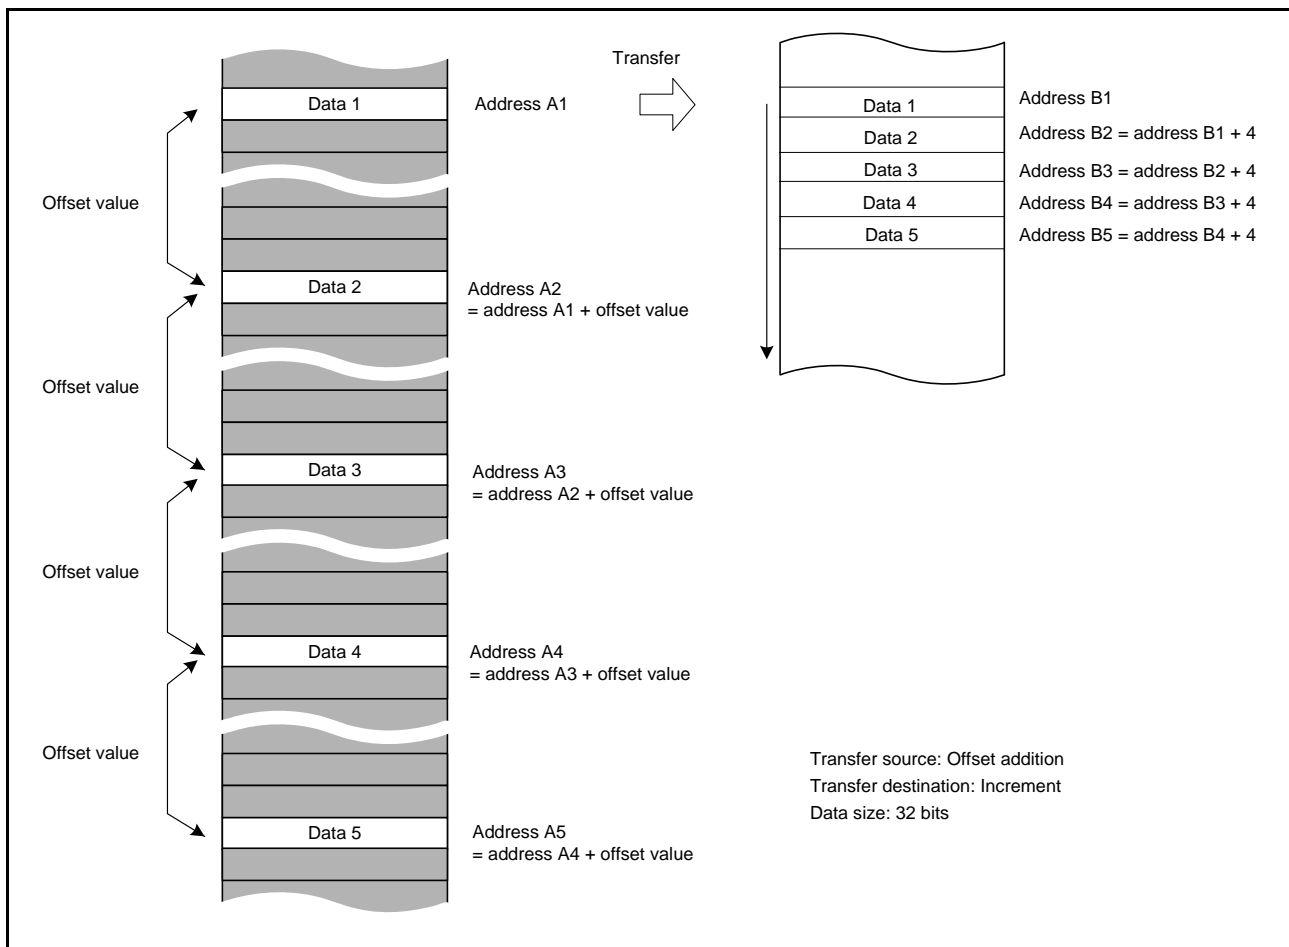 Transfer
Data 1
Address A1
Data 1
Address B1
Data 2
Address B2 = address B1 + 4
Data 3
Address B3 = address B2 + 4
Data 4
Address B4 = address B3 + 4
Data 5
Address B5 = address B4 + 4
Offset value
Data 2
Address A2
= address A1 + offset value
Offset value
Data 3
Address A3
= address A2 + offset value
Offset value
Data 4
Address A4
= address A3 + offset value
Offset value
Data 5
Address A5
= address A4 + offset value
Transfer source: Offset addition
Transfer destination: Increment
Data size: 32 bits